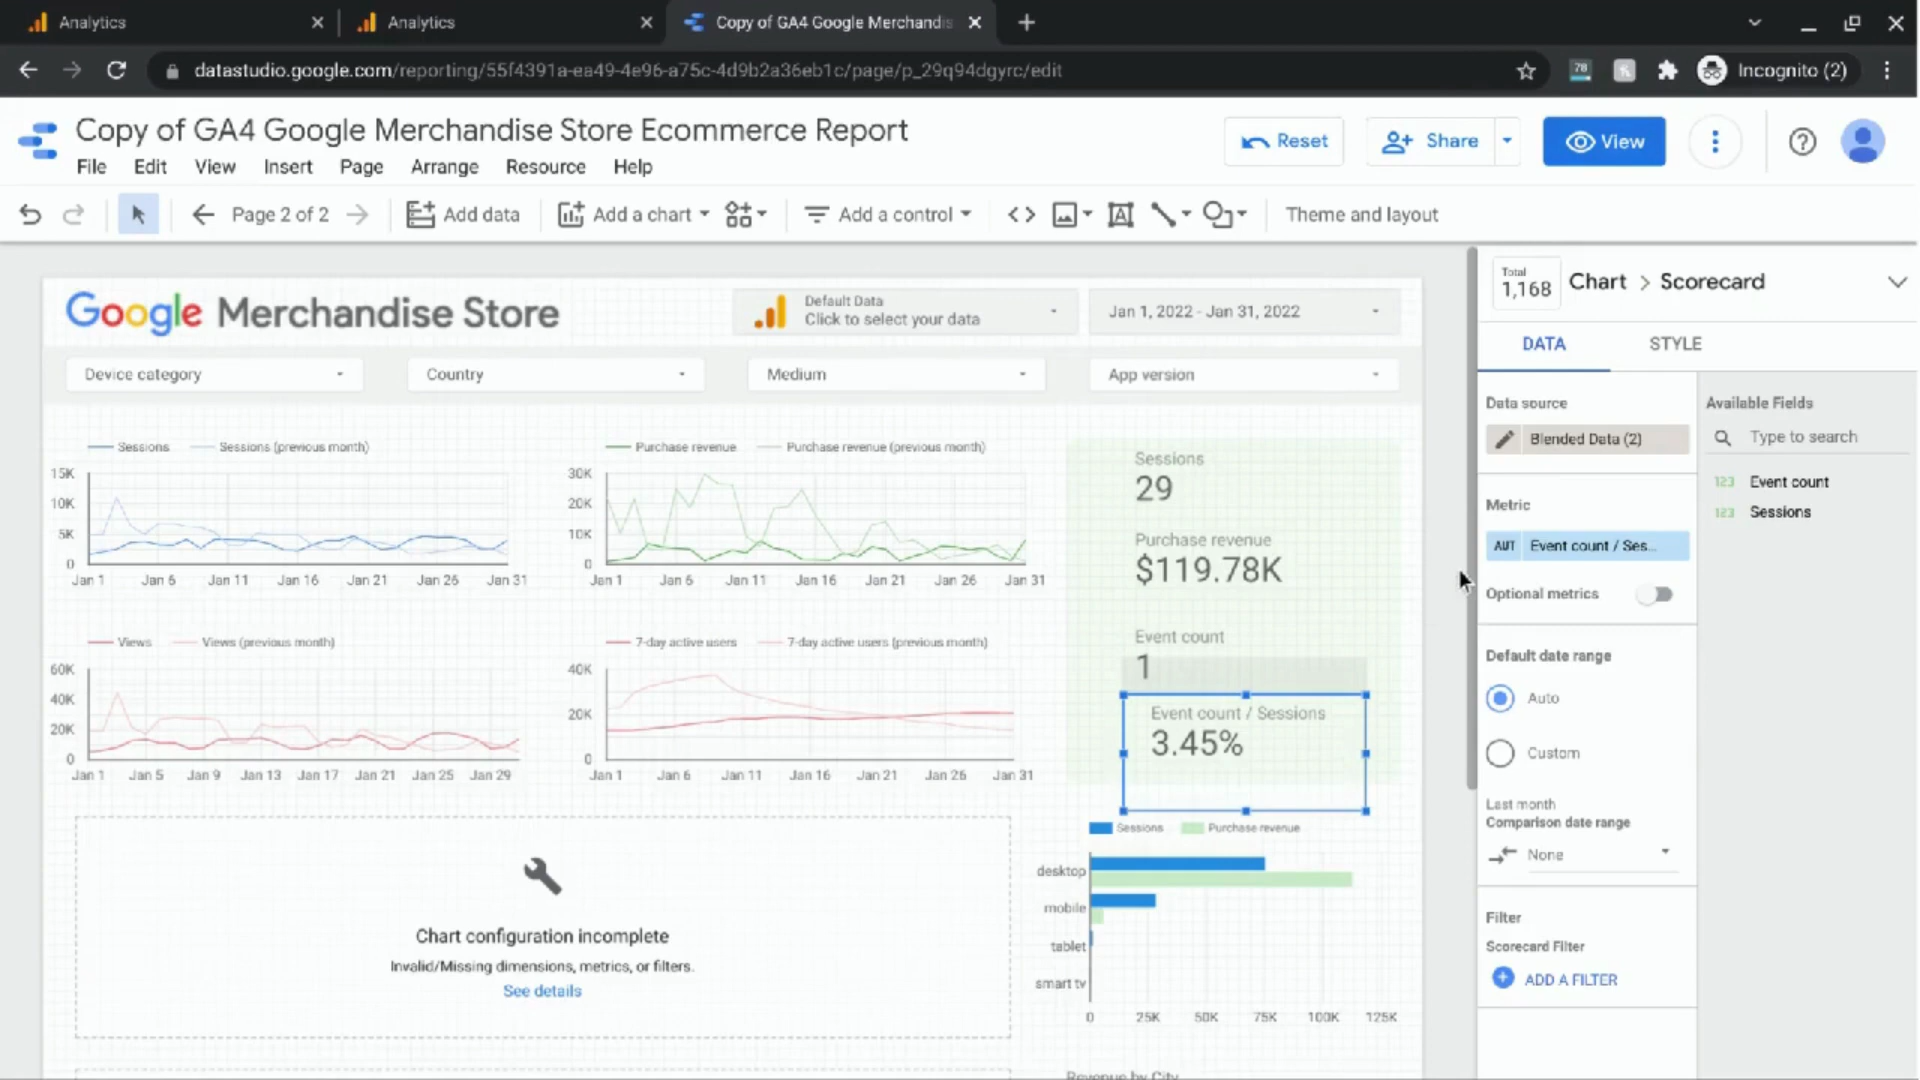 Analytics
Analytics
Copy of GA4 Google Merchandis
datastudio.google.com/reporting/55f4391a-ea49-4e96-a75c-4d9b2a36eb1c/page/p_29q94dgyrc/edit
78
Incognito (2)
Copy of GA4 Google Merchandise Store Ecommerce Report
Reset
Share
View
File Edit View Insert Page Arrange Resource Help
Page 2 of 2
Add data
Add a chart
Add a control
Theme and layout
Google Merchandise Store
Default Data
Click to select your data
Jan 1, 2022 - Jan 31, 2022
Device category
Country
Medium
App version
Sessions Sessions (previous month)
15K
10K
5K
0
Jan 1 Jan 6 Jan 11 Jan 16 Jan 21 Jan 26 Jan 31
Purchase revenue Purchase revenue (previous month)
30K
20K
10K
0
Jan 1 Jan 6 Jan 11 Jan 16 Jan 21 Jan 26 Jan 31
Sessions
29
Purchase revenue
$119.78K
Event count
1
Event count / Sessions
3.45%
Views Views (previous month)
60K
40K
20K
0
Jan 1 Jan 5 Jan 9 Jan 13 Jan 17 Jan 21 Jan 25 Jan 29
7-day active users 7-day active users (previous month)
40K
20K
0
Jan 1 Jan 6 Jan 11 Jan 16 Jan 21 Jan 26 Jan 31
Chart configuration incomplete
Invalid/Missing dimensions, metrics, or filters.
See details
Sessions Purchase revenue
desktop
mobile
tablet
smart tv
0 25K 50K 75K 100K 125K
Revenue by City
Total
1,168
Chart > Scorecard
DATA
STYLE
Data source
Blended Data (2)
Metric
AUT Event count / Ses...
Optional metrics
Default date range
Auto
Custom
Last month
Comparison date range
None
Filter
Scorecard Filter
ADD A FILTER
Available Fields
Type to search
123 Event count
123 Sessions